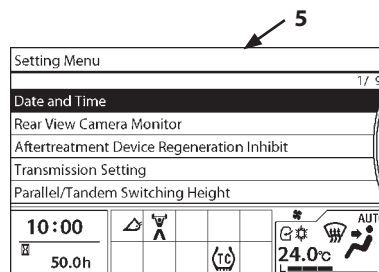 5
Setting Menu
1/ 9
Date and Time
Rear View Camera Monitor
Aftertreatment Device Regeneration Inhibit
Transmission Setting
Parallel/Tandem Switching Height
10:00
50.0h
(TC)
AUT
24.0℃
L